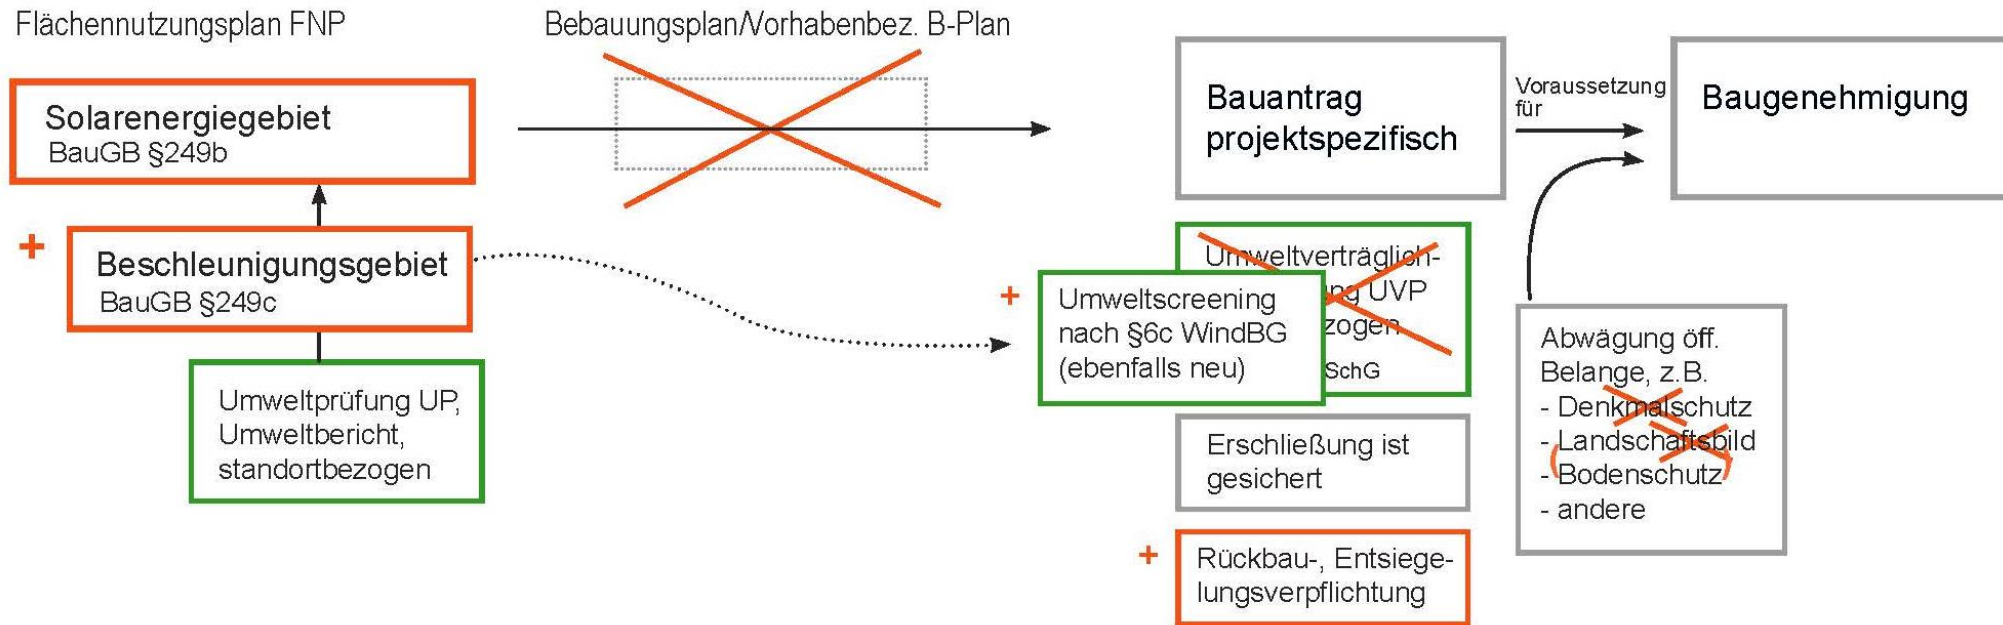 Flächennutzungsplan FNP
Bebauungsplan/Vorhabenbez. B-Plan
Solarenergiegebiet
BauGB §249b
+
Beschleunigungsgebiet
BauGB §249c
Umweltprüfung UP,
Umweltbericht,
standortbezogen
Bauantrag
projektspezifisch
Voraussetzung
für
Baugenehmigung
Umweltverträglich-
UVP
+
Umweltscreening
nach §6c WindBG
(ebenfalls neu)
Erschließung ist
gesichert
+
Rückbau-, Entsiege-
lungsverpflichtung
Abwägung öff.
Belange, z.B.
- Denkmalschutz
- Landschaftsbild
(- Bodenschutz)
- andere